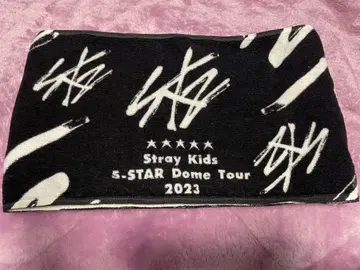 ★★★★★
Stray Kids
5-STAR Dome Tour
2023